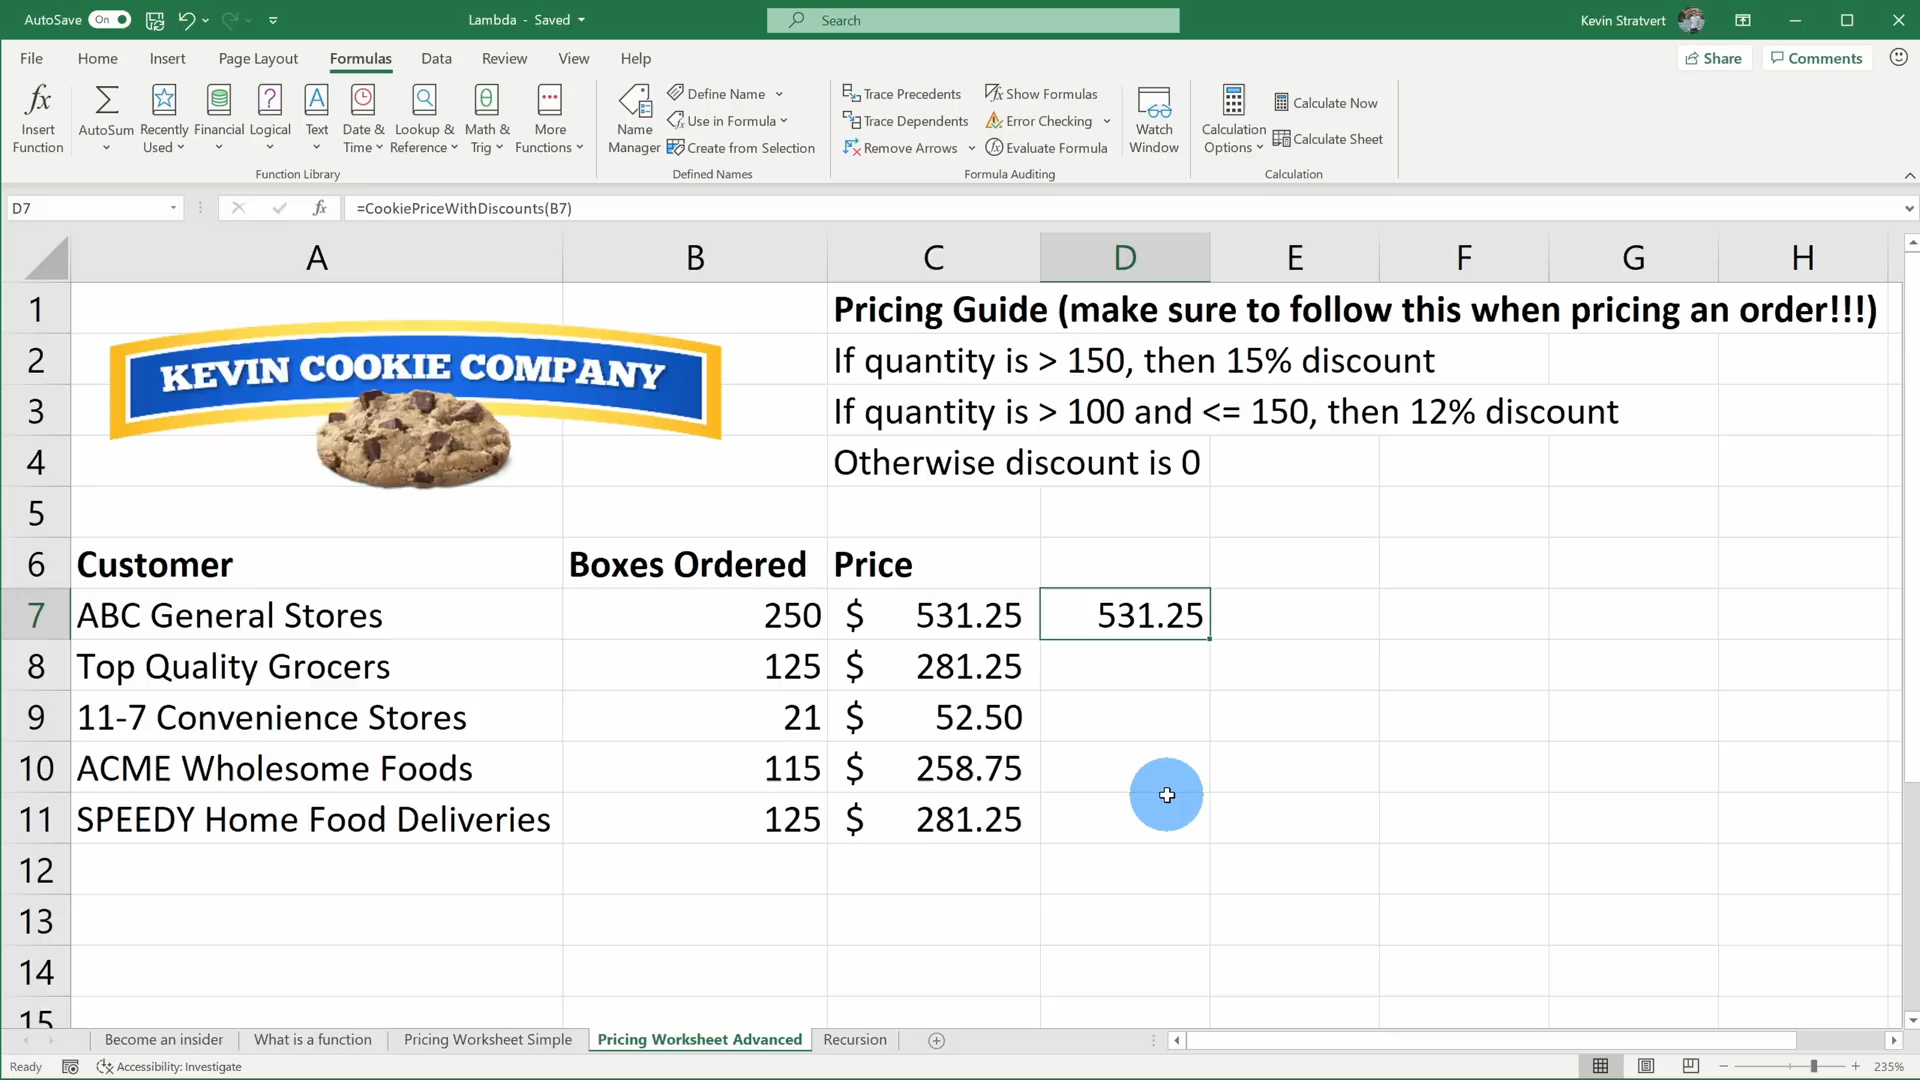 AutoSave On
Lambda - Saved
Search
Kevin Stratvert
File Home Insert Page Layout Formulas Data Review View Help
Share
Comments
Insert Function
AutoSum
Recently Used
Financial
Logical
Text
Date & Time
Lookup & Reference
Math & Trig
More Functions
Function Library
Name Manager
Define Name
Use in Formula
Create from Selection
Defined Names
Trace Precedents
Trace Dependents
Remove Arrows
Show Formulas
Error Checking
Evaluate Formula
Formula Auditing
Watch Window
Calculation Options
Calculate Now
Calculate Sheet
Calculation
D7
fx
=CookiePriceWithDiscounts(B7)
A B C D E F G H
1 Pricing Guide (make sure to follow this when pricing an order!!!)
KEVIN COOKIE COMPANY
2 If quantity is > 150, then 15% discount
3 If quantity is > 100 and <= 150, then 12% discount
4 Otherwise discount is 0
5
6 Customer Boxes Ordered Price
7 ABC General Stores 250 $ 531.25 531.25
8 Top Quality Grocers 125 $ 281.25
9 11-7 Convenience Stores 21 $ 52.50
10 ACME Wholesome Foods 115 $ 258.75
11 SPEEDY Home Food Deliveries 125 $ 281.25
12
13
14
15
Become an insider What is a function Pricing Worksheet Simple Pricing Worksheet Advanced Recursion
Ready
Accessibility: Investigate
235%